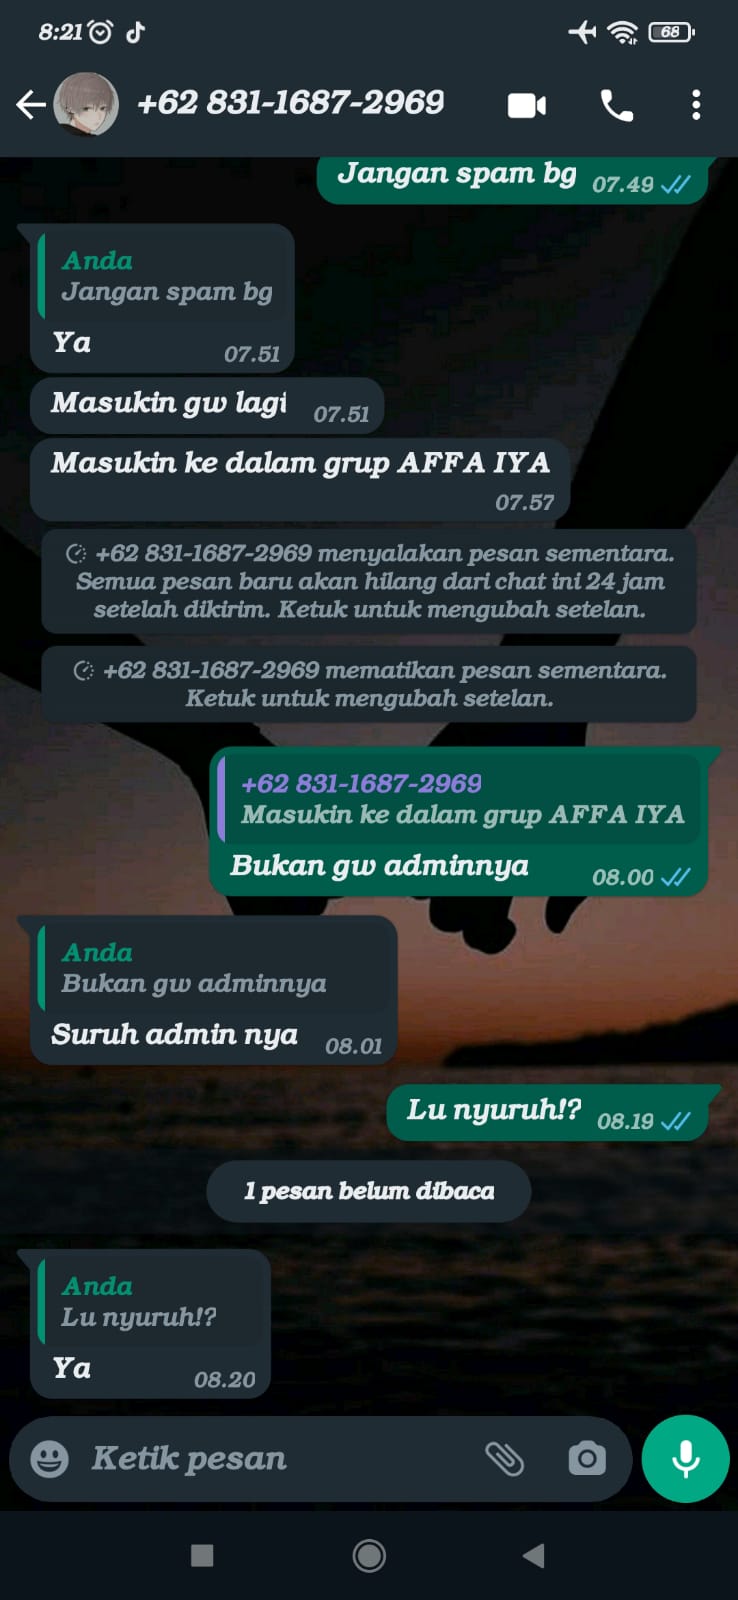 8:21
68
+62 831-1687-2969
Jangan spam bg 07.49
Anda
Jangan spam bg
Ya 07.51
Masukin gw lagi 07.51
Masukin ke dalam grup AFFA IYA
07.57
+62 831-1687-2969 menyalakan pesan sementara.
Semua pesan baru akan hilang dari chat ini 24 jam
setelah dikirim. Ketuk untuk mengubah setelan.
+62 831-1687-2969 mematikan pesan sementara.
Ketuk untuk mengubah setelan.
+62 831-1687-2969
Masukin ke dalam grup AFFA IYA
Bukan gw adminnya 08.00
Anda
Bukan gw adminnya
Suruh admin nya 08.01
Lu nyuruh!? 08.19
1 pesan belum dibaca
Anda
Lu nyuruh!?
Ya 08.20
Ketik pesan